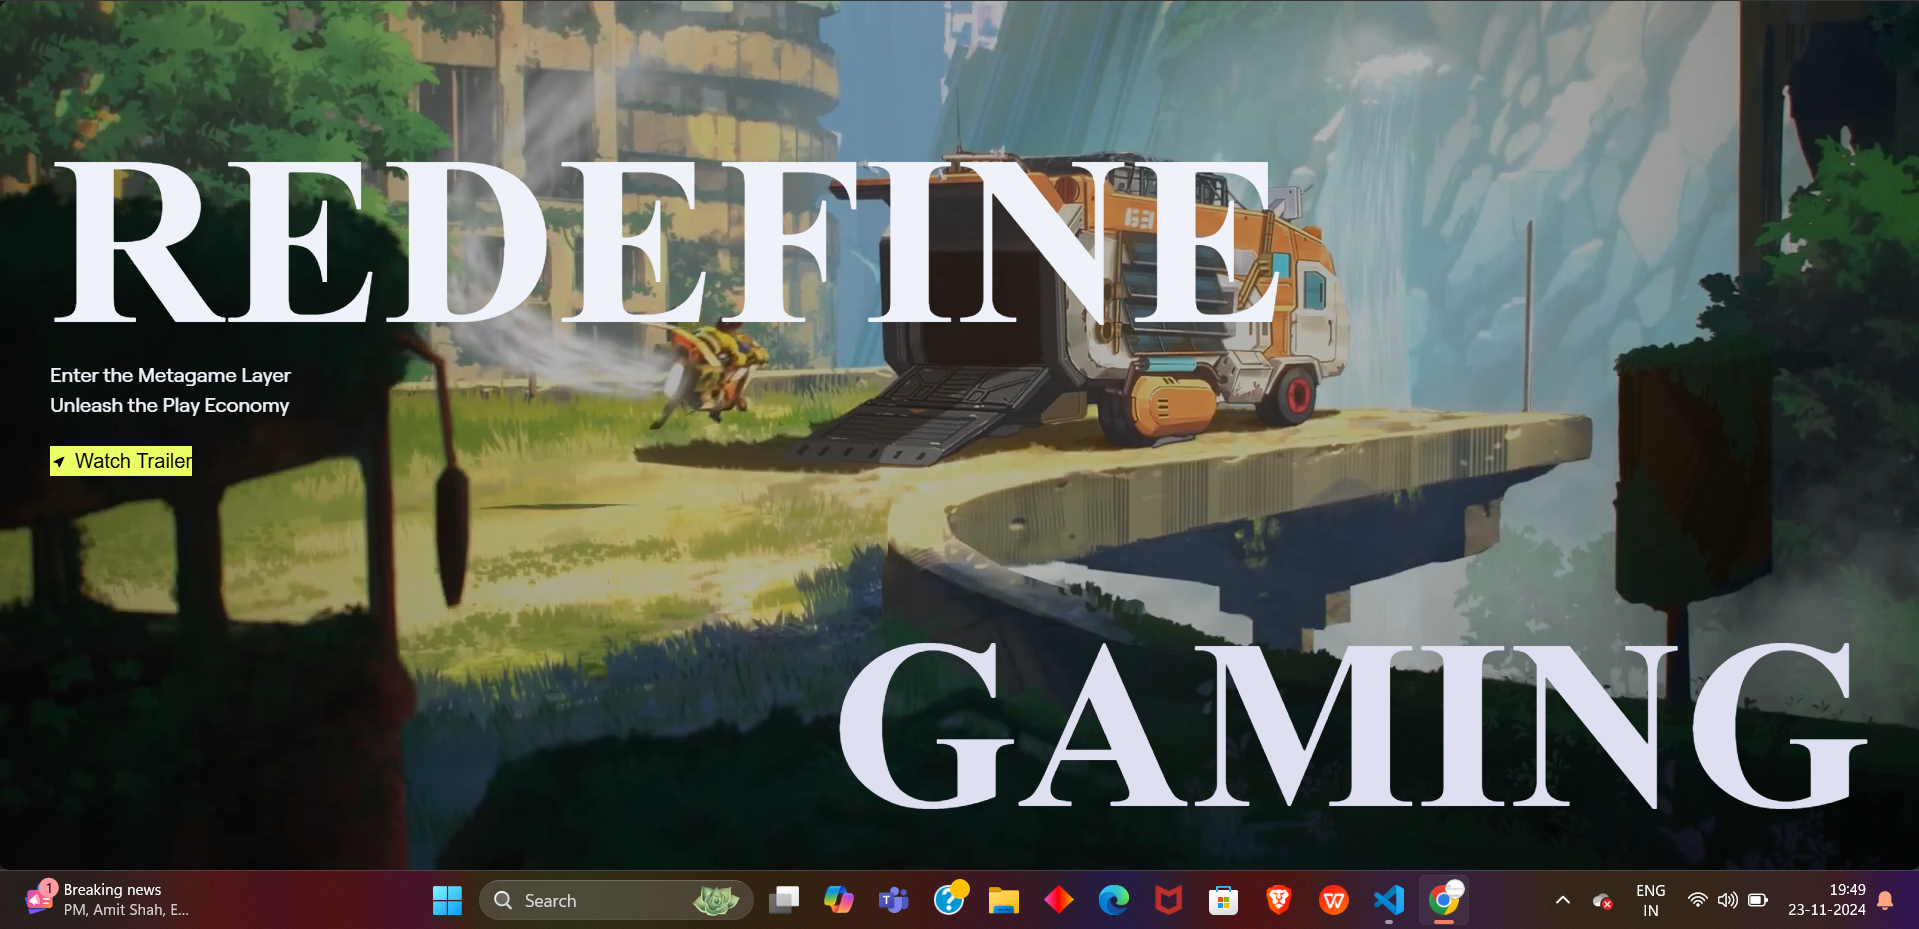 REDEFINE
631
Enter the Metagame Layer
Unleash the Play Economy
Watch Trailer
GAMING
1
Breaking news
PM, Amit Shah, E...
Search
ENG
IN
19:49
23-11-2024